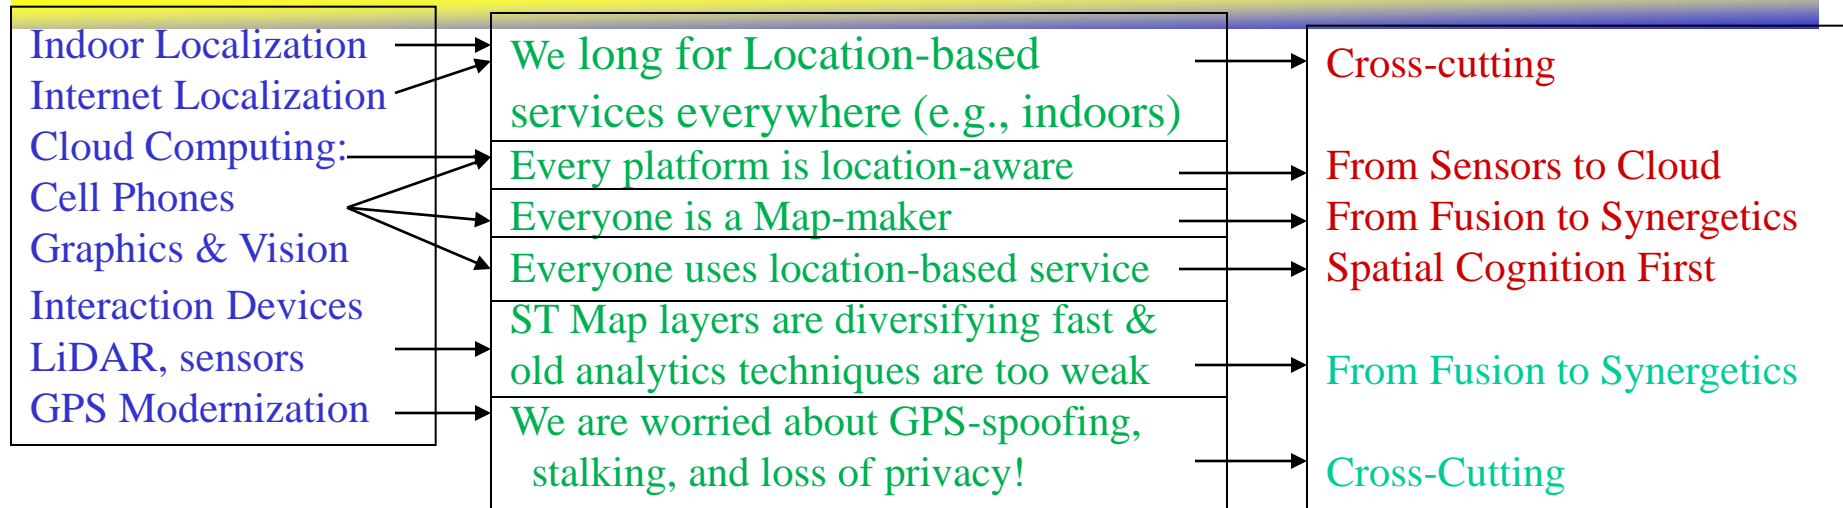 Indoor Localization
Internet Localization
Cloud Computing:
Cell Phones
Graphics & Vision
Interaction Devices
LiDAR, sensors
GPS Modernization
We long for Location-based
services everywhere (e.g., indoors)
Every platform is location-aware
Everyone is a Map-maker
Everyone uses location-based service
ST Map layers are diversifying fast &
old analytics techniques are too weak
We are worried about GPS-spoofing,
stalking, and loss of privacy!
Cross-cutting
From Sensors to Cloud
From Fusion to Synergetics
Spatial Cognition First
From Fusion to Synergetics
Cross-Cutting